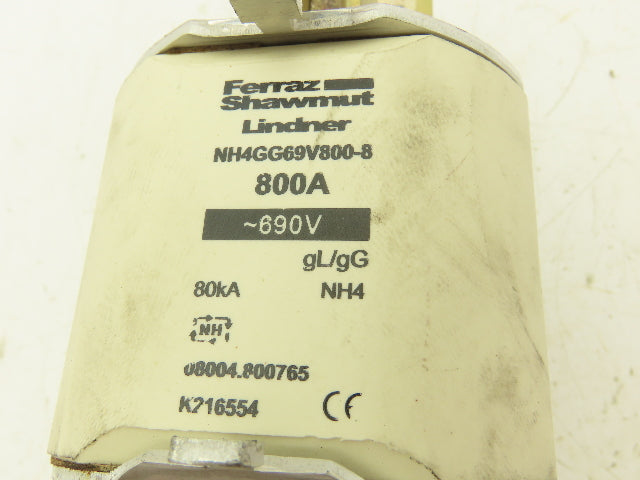 Ferraz
Shawmut
Lindner
NH4GG69V800-8
800A
~690V
gL/gG
80kA NH4
NH
08004.800765
K216554 CE